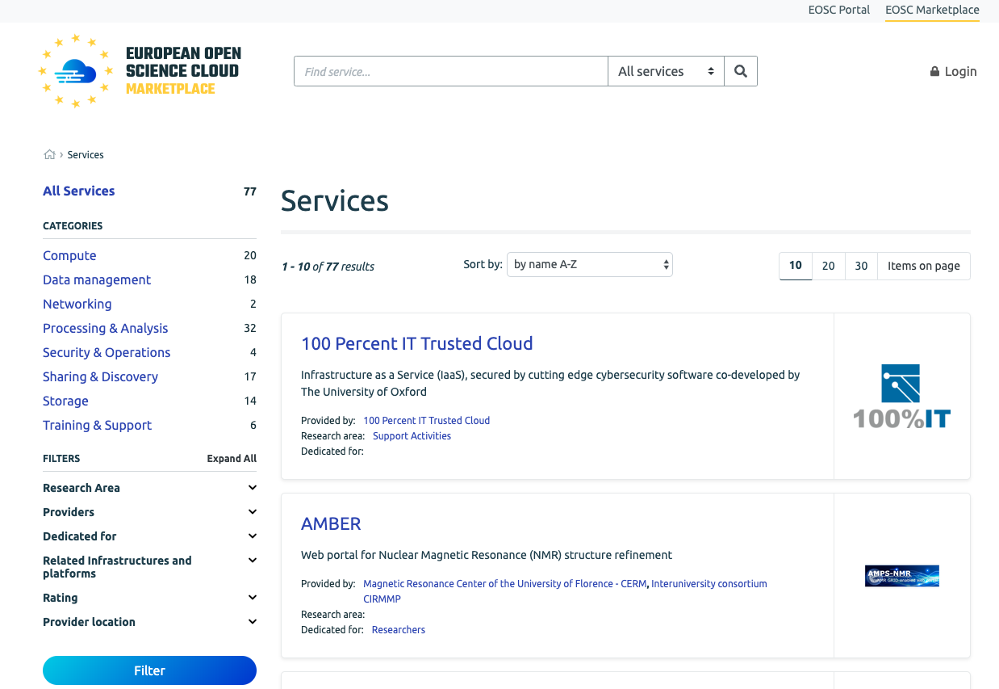 EOSC Portal EOSC Marketplace
EUROPEAN OPEN
SCIENCE CLOUD
MARKETPLACE
Find service...
All services
Login
› Services
All Services 77
CATEGORIES
Compute 20
Data management 18
Networking 2
Processing & Analysis 32
Security & Operations 4
Sharing & Discovery 17
Storage 14
Training & Support 6
FILTERS Expand All
Research Area
Providers
Dedicated for
Related Infrastructures and
platforms
Rating
Provider location
Filter
Services
1 - 10 of 77 results
Sort by: by name A-Z
10 20 30 Items on page
100 Percent IT Trusted Cloud
Infrastructure as a Service (IaaS), secured by cutting edge cybersecurity software co-developed by
The University of Oxford
Provided by: 100 Percent IT Trusted Cloud
Research area: Support Activities
Dedicated for:
100%IT
AMBER
Web portal for Nuclear Magnetic Resonance (NMR) structure refinement
Provided by: Magnetic Resonance Center of the University of Florence - CERM, Interuniversity consortium
CIRMMP
Research area:
Dedicated for: Researchers
AMPS-NMR